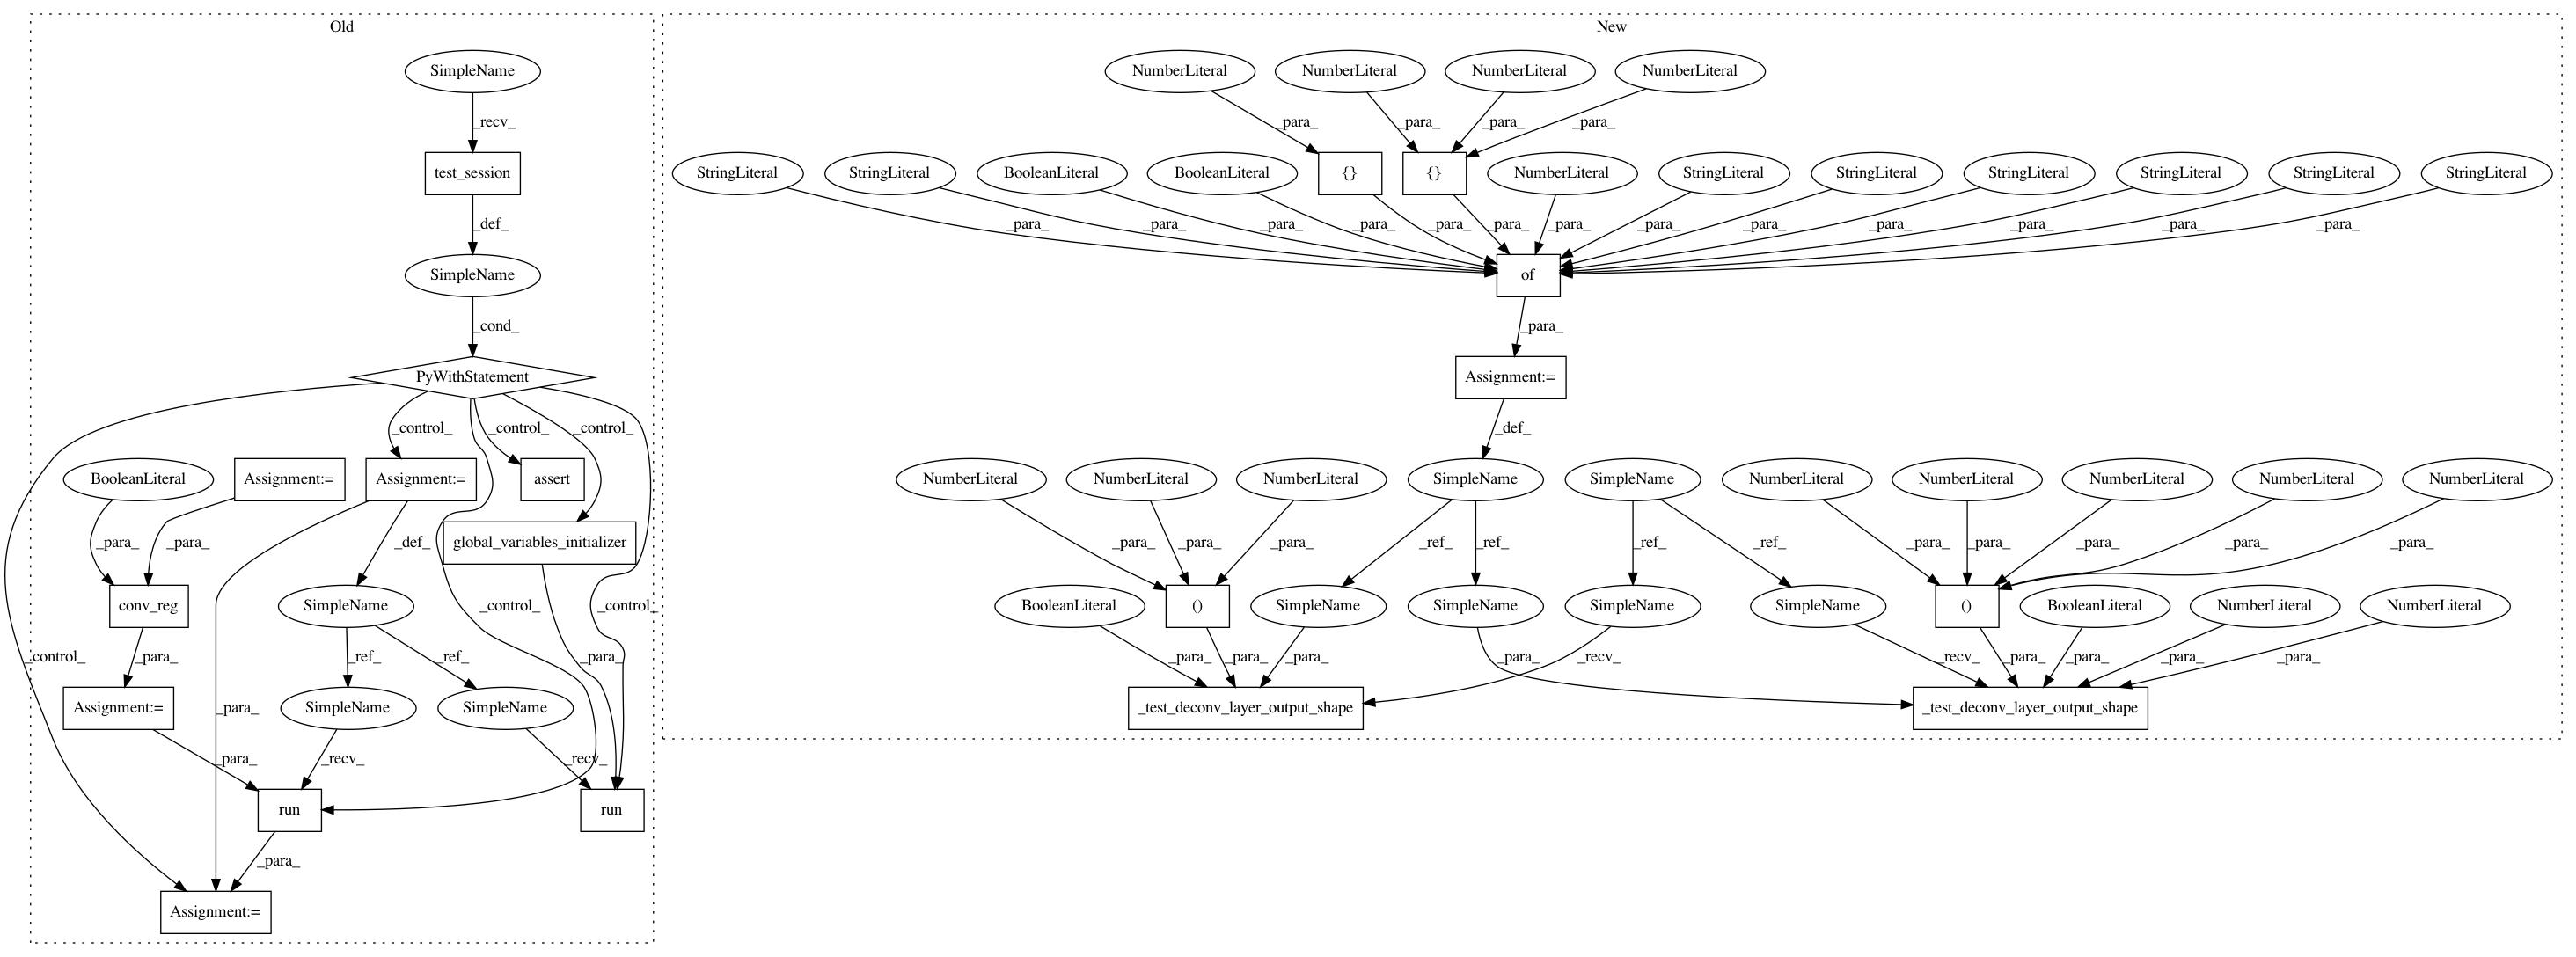 Old
New
SimpleName
NumberLiteral NumberLiteral NumberLiteral NumberLiteral
_recv_
_para_ _para_ _para_ _para_
test_session
StringLiteral StringLiteral BooleanLiteral BooleanLiteral {} {} NumberLiteral StringLiteral StringLiteral StringLiteral StringLiteral StringLiteral StringLiteral
_def_
_para_ _para_ _para_ _para_ _para_ _para_ _para_ _para_ _para_ _para_ _para_ _para_ _para_
SimpleName
of
_cond_
_para_
PyWithStatement
Assignment:=
_control_ _control_ _control_
_def_
BooleanLiteral Assignment:= Assignment:= assert
NumberLiteral NumberLiteral NumberLiteral SimpleName SimpleName NumberLiteral NumberLiteral NumberLiteral NumberLiteral NumberLiteral
_para_ _para_ _def_ global_variables_initializer
_para_ _para_ _para_ _ref_ _ref_ _ref_ _ref_ _para_ _para_ _para_ _para_ _para_
conv_reg SimpleName _control_ _control_
BooleanLiteral () SimpleName SimpleName SimpleName SimpleName () BooleanLiteral NumberLiteral NumberLiteral
_control_ _para_ _ref_ _ref_ _para_
_para_ _para_ _para_ _recv_ _para_ _recv_ _para_ _para_ _para_ _para_
Assignment:= _para_ SimpleName SimpleName
_test_deconv_layer_output_shape _test_deconv_layer_output_shape
_para_ _recv_ _recv_
run run
_para_
Assignment:=